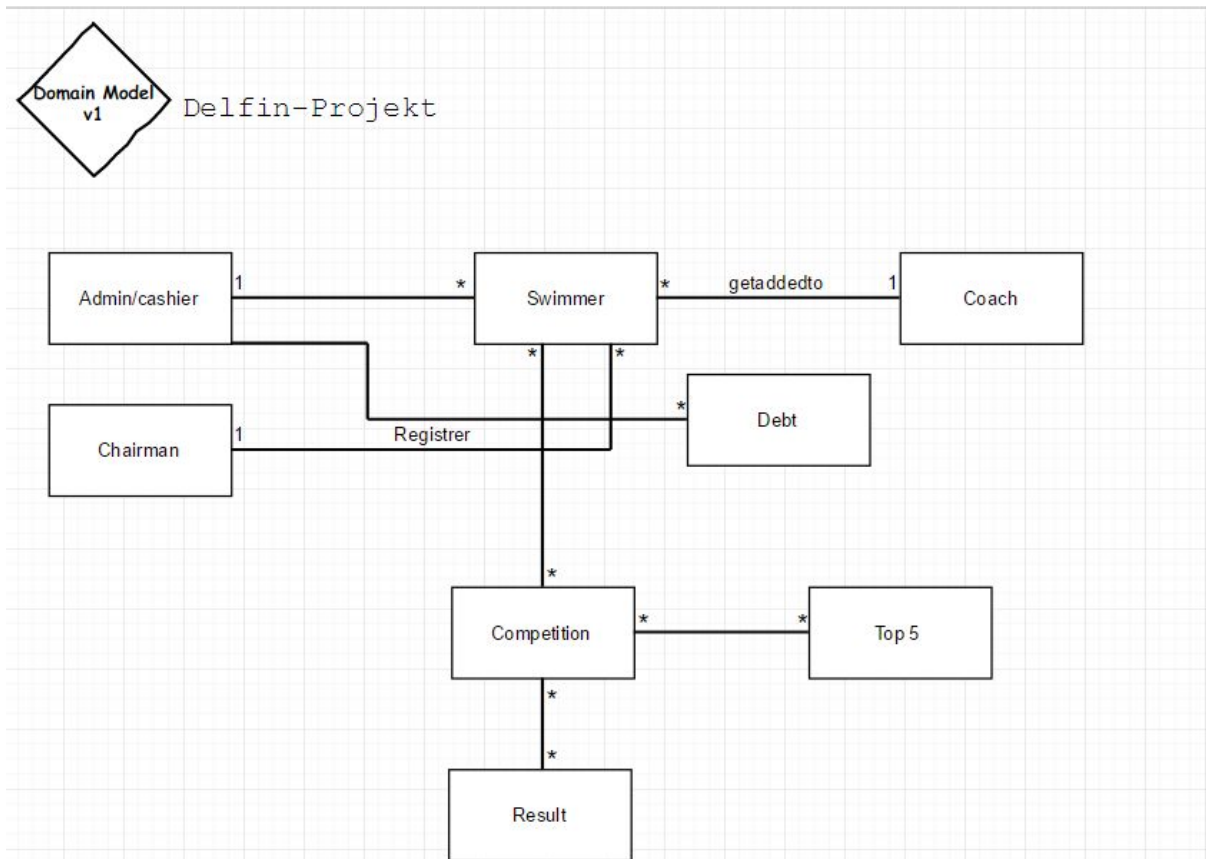 Domain Model
v1
Delfin-Projekt
Admin/cashier
1
*
Swimmer
*
getaddedto
1
Coach
*
*
*
Debt
Chairman
1
Registrer
*
Competition
*
*
Top 5
*
*
Result